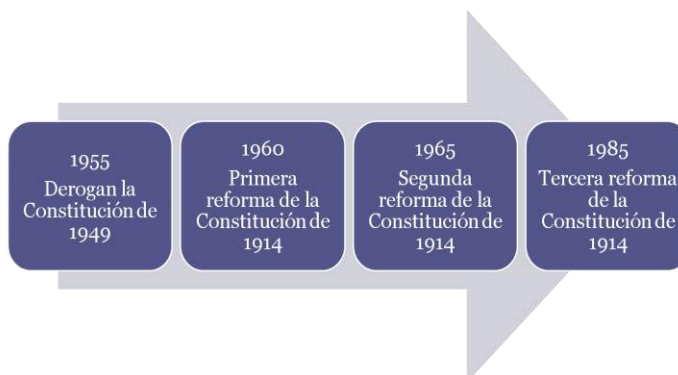 1955
Derogan la
Constitución de
1949
1960
Primera
reforma de la
Constitución de
1914
1965
Segunda
reforma de la
Constitución de
1914
1985
Tercera reforma
de la
Constitución de
1914